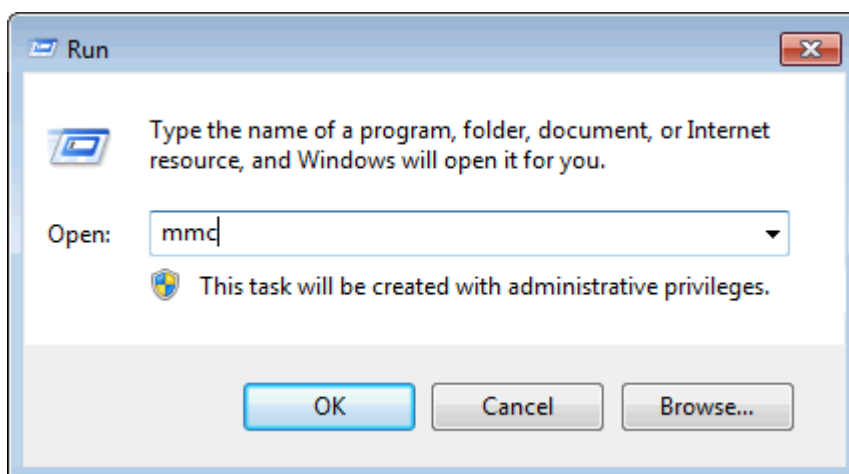 Run
Type the name of a program, folder, document, or Internet
resource, and Windows will open it for you.
Open: mmc
This task will be created with administrative privileges.
OK Cancel Browse...